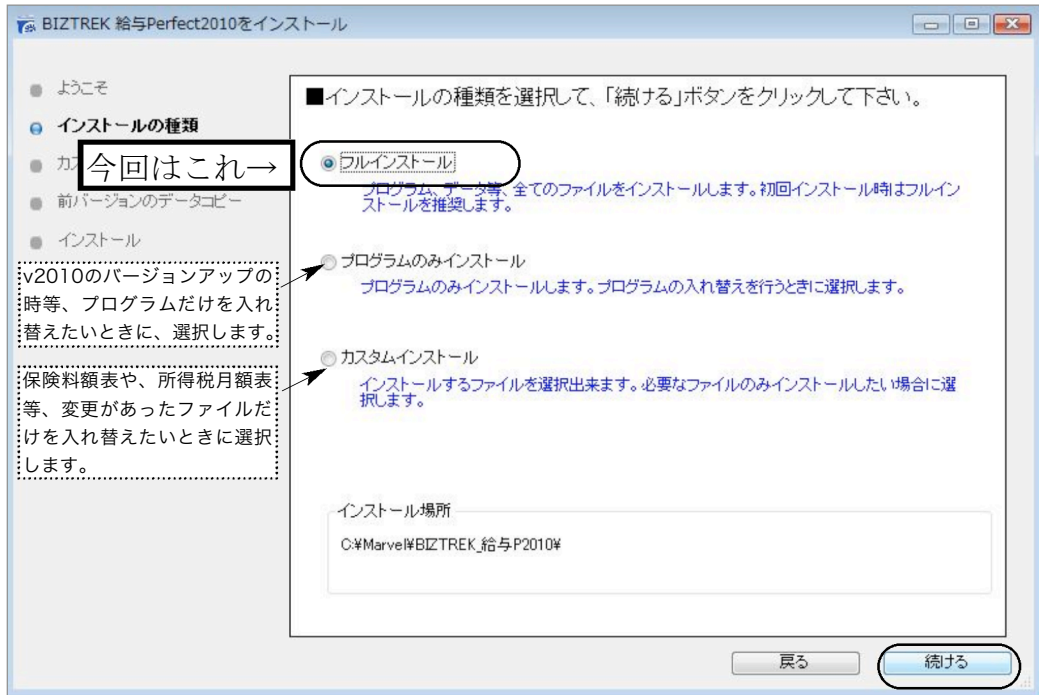 BIZTREK 給与Perfect2010をインストール
ようこそ
インストールの種類
カス
前バージョンのデータコピー
インストール
■インストールの種類を選択して、「続ける」ボタンをクリックして下さい。
今回はこれ→
フルインストール
プログラム、データ等、全てのファイルをインストールします。初回インストール時はフルイン
ストールを推奨します。
v2010のバージョンアップの
時等、プログラムだけを入れ
替えたいときに、選択します。
プログラムのみインストール
プログラムのみインストールします。プログラムの入れ替えを行うときに選択します。
保険料額表や、所得税月額表
等、変更があったファイルだ
けを入れ替えたいときに選択
します。
カスタムインストール
インストールするファイルを選択出来ます。必要なファイルのみインストールしたい場合に選
択します。
インストール場所
C:¥Marvel¥BIZTREK_給与P2010¥
戻る
続ける